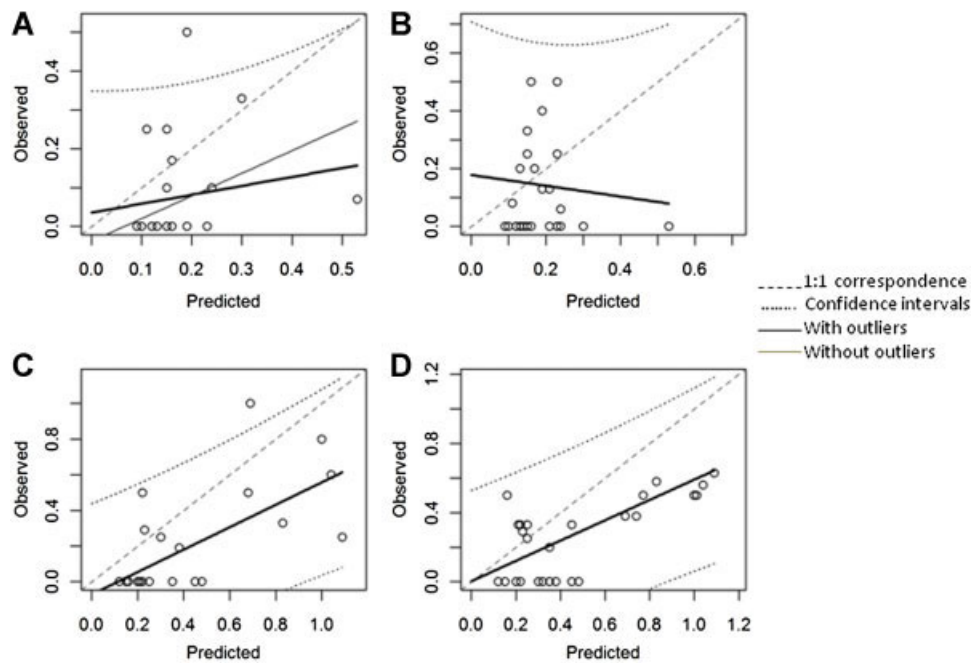 A
Observed
0.0 0.2 0.4
0.0 0.1 0.2 0.3 0.4 0.5
Predicted
B
Observed
0.0 0.2 0.4 0.6
0.0 0.2 0.4 0.6
Predicted
1:1 correspondence
Confidence intervals
With outliers
Without outliers
C
Observed
0.0 0.4 0.8
0.0 0.2 0.4 0.6 0.8 1.0
Predicted
D
Observed
0.0 0.4 0.8 1.2
0.0 0.2 0.4 0.6 0.8 1.0 1.2
Predicted